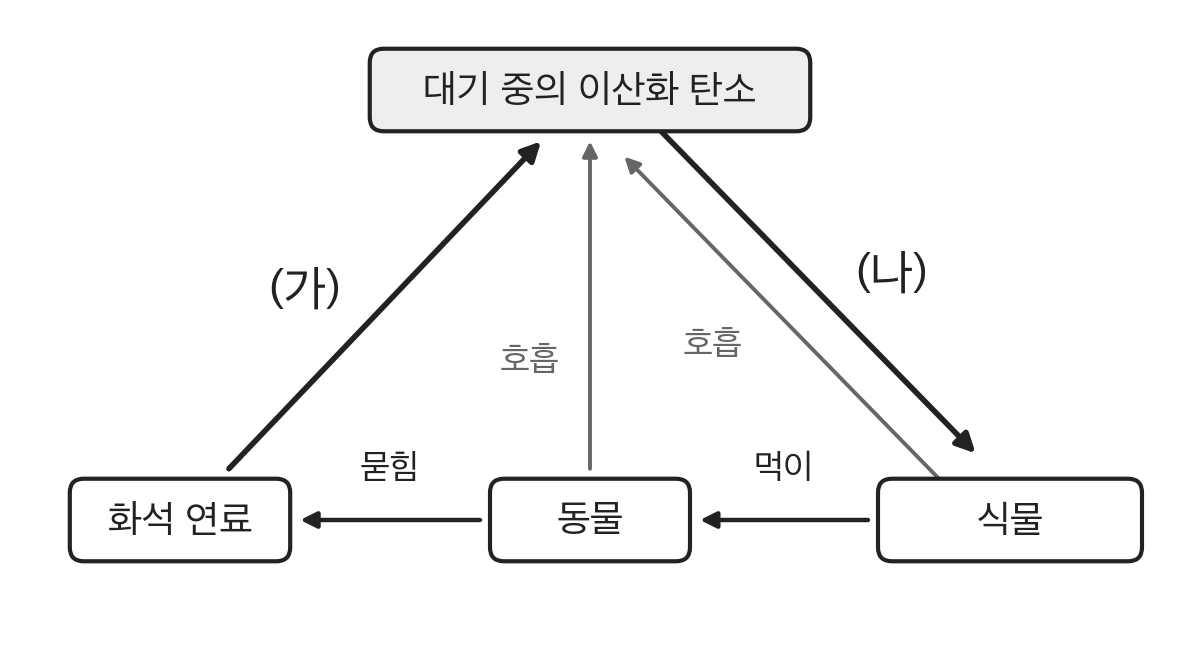 대기 중의 이산화 탄소
(가)
(나)
호흡
호흡
묻힘
먹이
화석 연료
동물
식물